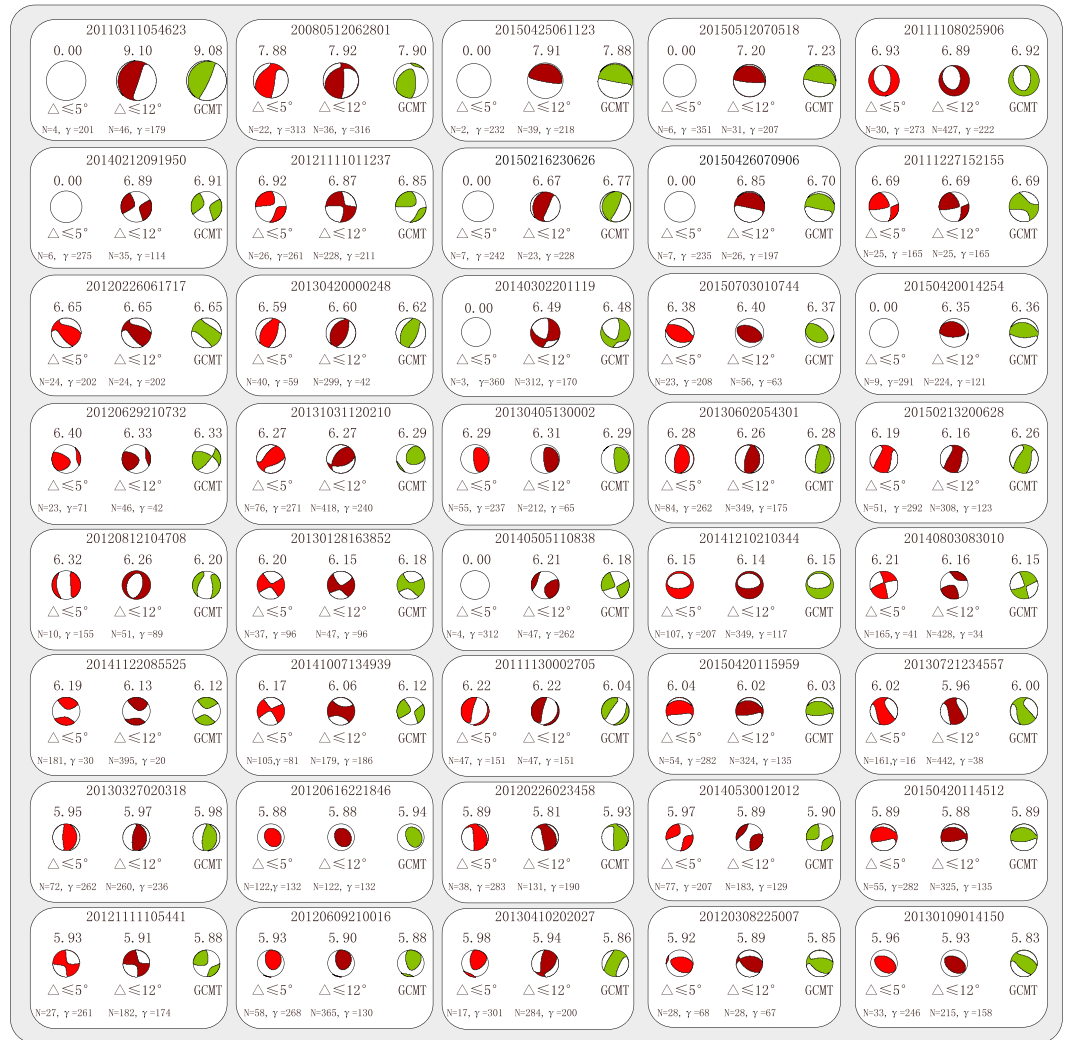 20110311054623
0.00 9.10 9.08
△≤5° △≤12° GCMT
N=4, γ=201 N=46, γ=179
20080512062801
7.88 7.92 7.90
△≤5° △≤12° GCMT
N=22, γ=313 N=36, γ=316
20150425061123
0.00 7.91 7.88
△≤5° △≤12° GCMT
N=2, γ=232 N=39, γ=218
20150512070518
0.00 7.20 7.23
△≤5° △≤12° GCMT
N=6, γ=351 N=31, γ=207
20111108025906
6.93 6.89 6.92
△≤5° △≤12° GCMT
N=30, γ=273 N=427, γ=222
20140212091950
0.00 6.89 6.91
△≤5° △≤12° GCMT
N=6, γ=275 N=35, γ=114
20121111011237
6.92 6.87 6.85
△≤5° △≤12° GCMT
N=26, γ=261 N=228, γ=211
20150216230626
0.00 6.67 6.77
△≤5° △≤12° GCMT
N=7, γ=242 N=23, γ=228
20150426070906
0.00 6.85 6.70
△≤5° △≤12° GCMT
N=7, γ=235 N=26, γ=197
20111227152155
6.69 6.69 6.69
△≤5° △≤12° GCMT
N=25, γ=165 N=25, γ=165
20120226061717
6.65 6.65 6.65
△≤5° △≤12° GCMT
N=24, γ=202 N=24, γ=202
20130420000248
6.59 6.60 6.62
△≤5° △≤12° GCMT
N=40, γ=59 N=299, γ=42
20140302201119
0.00 6.49 6.48
△≤5° △≤12° GCMT
N=3, γ=360 N=312, γ=170
20150703010744
6.38 6.40 6.37
△≤5° △≤12° GCMT
N=23, γ=208 N=56, γ=63
20150420014254
0.00 6.35 6.36
△≤5° △≤12° GCMT
N=9, γ=291 N=224, γ=121
20120629210732
6.40 6.33 6.33
△≤5° △≤12° GCMT
N=23, γ=71 N=46, γ=42
20131031120210
6.27 6.27 6.29
△≤5° △≤12° GCMT
N=76, γ=271 N=418, γ=240
20130405130002
6.29 6.31 6.29
△≤5° △≤12° GCMT
N=55, γ=237 N=212, γ=65
20130602054301
6.28 6.26 6.28
△≤5° △≤12° GCMT
N=84, γ=262 N=349, γ=175
20150213200628
6.19 6.16 6.26
△≤5° △≤12° GCMT
N=51, γ=292 N=308, γ=123
20120812104708
6.32 6.26 6.20
△≤5° △≤12° GCMT
N=10, γ=155 N=51, γ=89
20130128163852
6.20 6.15 6.18
△≤5° △≤12° GCMT
N=37, γ=96 N=47, γ=96
20140505110838
0.00 6.21 6.18
△≤5° △≤12° GCMT
N=4, γ=312 N=47, γ=262
20141210210344
6.15 6.14 6.15
△≤5° △≤12° GCMT
N=107, γ=207 N=349, γ=117
20140803083010
6.21 6.16 6.15
△≤5° △≤12° GCMT
N=165, γ=41 N=428, γ=34
20141122085525
6.19 6.13 6.12
△≤5° △≤12° GCMT
N=181, γ=30 N=395, γ=20
20141007134939
6.17 6.06 6.12
△≤5° △≤12° GCMT
N=105, γ=81 N=179, γ=186
20111130002705
6.22 6.22 6.04
△≤5° △≤12° GCMT
N=47, γ=151 N=47, γ=151
20150420115959
6.04 6.02 6.03
△≤5° △≤12° GCMT
N=54, γ=282 N=324, γ=135
20130721234557
6.02 5.96 6.00
△≤5° △≤12° GCMT
N=161, γ=16 N=442, γ=38
20130327020318
5.95 5.97 5.98
△≤5° △≤12° GCMT
N=72, γ=262 N=260, γ=236
20120616221846
5.88 5.88 5.94
△≤5° △≤12° GCMT
N=122, γ=132 N=122, γ=132
20120226023458
5.89 5.81 5.93
△≤5° △≤12° GCMT
N=38, γ=283 N=131, γ=190
20140530012012
5.97 5.89 5.90
△≤5° △≤12° GCMT
N=77, γ=207 N=183, γ=129
20150420114512
5.89 5.88 5.89
△≤5° △≤12° GCMT
N=55, γ=282 N=325, γ=135
20121111105441
5.93 5.91 5.88
△≤5° △≤12° GCMT
N=27, γ=261 N=182, γ=174
20120609210016
5.93 5.90 5.88
△≤5° △≤12° GCMT
N=58, γ=268 N=365, γ=130
20130410202027
5.98 5.94 5.86
△≤5° △≤12° GCMT
N=17, γ=301 N=284, γ=200
20120308225007
5.92 5.89 5.85
△≤5° △≤12° GCMT
N=28, γ=68 N=28, γ=67
20130109014150
5.96 5.93 5.83
△≤5° △≤12° GCMT
N=33, γ=246 N=215, γ=158